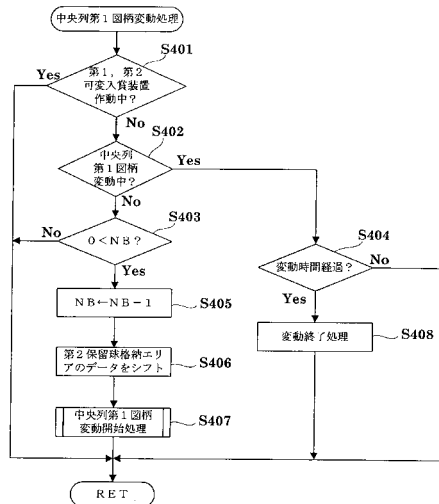 中央列第1図柄変動処理
S401
Yes
第1，第2
可変入賞装置
作動中？
No
S402
中央列
第1図柄
変動中？
Yes
No
S403
No
0＜NB？
Yes
S404
変動時間経過？
No
Yes
NB←NB－1
S405
変動終了処理
S408
第2保留球格納エリ
アのデータをシフト
S406
中央列第1図柄
変動開始処理
S407
RET